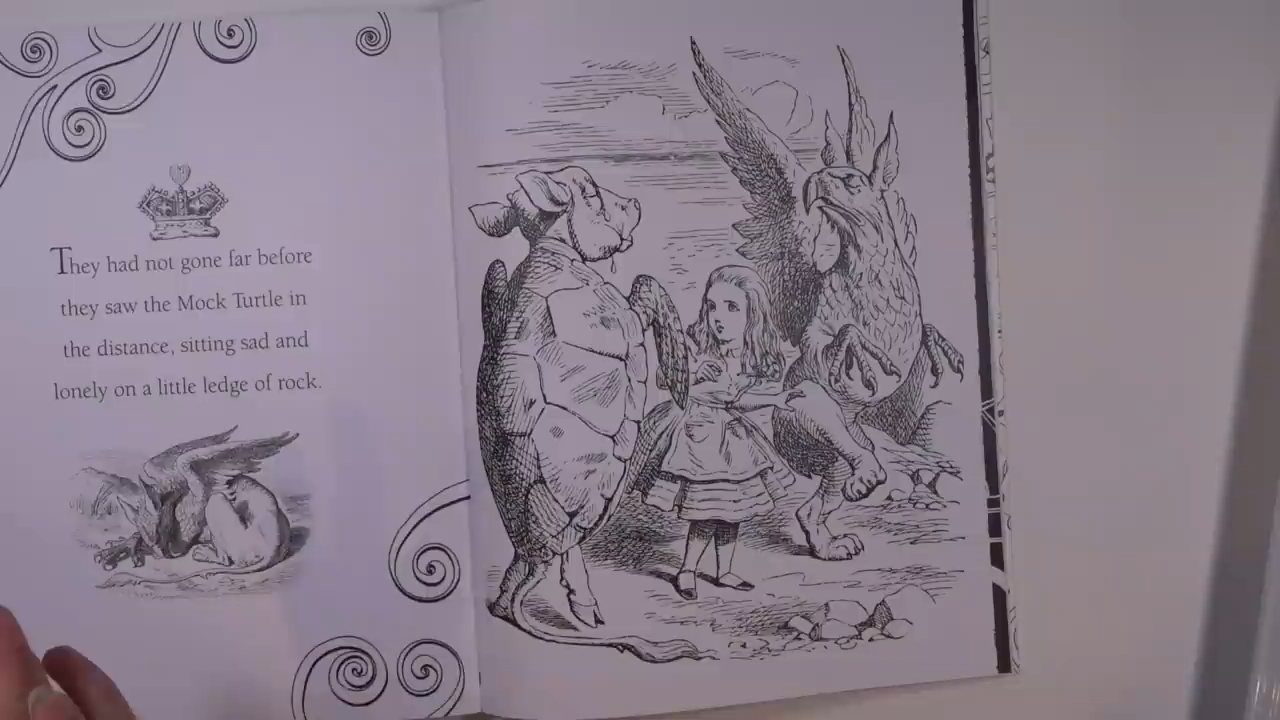 They had not gone far before
they saw the Mock Turtle in
the distance, sitting sad and
lonely on a little ledge of rock.